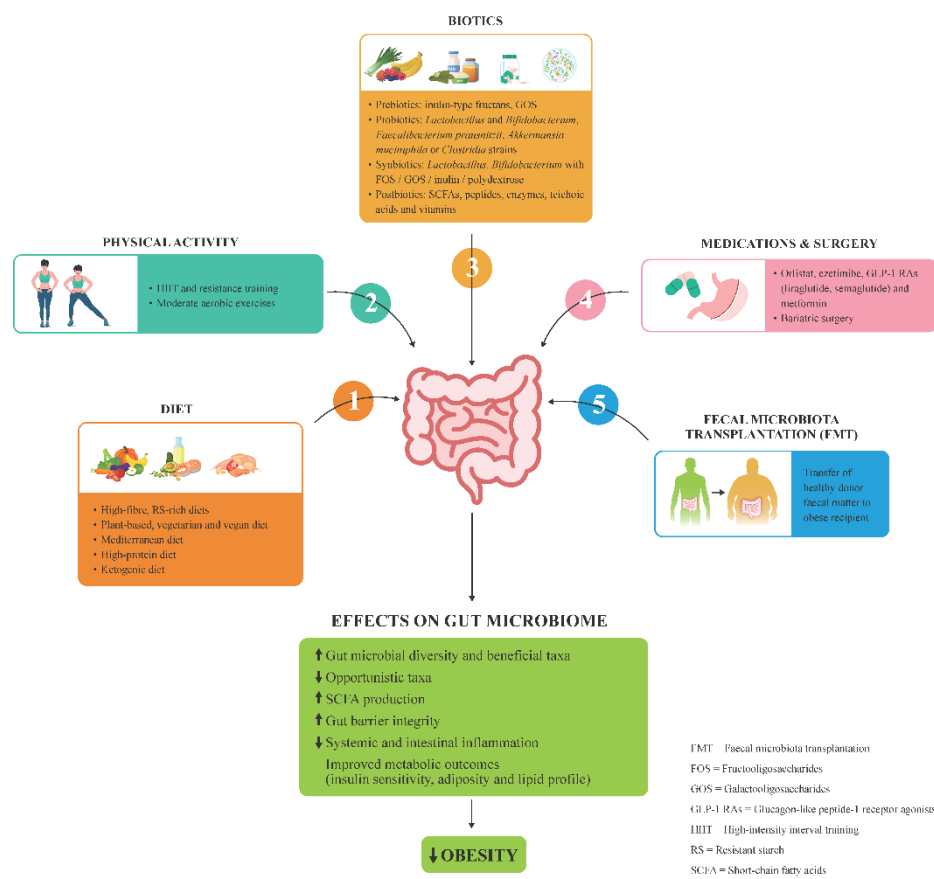 BIOTICS
• Prebiotics: inulin-type fructans, GOS
• Probiotics: Lactobacillus and Bifidobacterium,
Faecalibacterium prausnitzii, Akkermansia
muciniphila or Clostridia strains
• Synbiotics: Lactobacillus, Bifidobacterium with
FOS / GOS / inulin / polydextrose
• Postbiotics: SCFAs, peptides, enzymes, teichoic
acids and vitamins
PHYSICAL ACTIVITY
• HIIT and resistance training
• Moderate aerobic exercises
2
3
4
MEDICATIONS & SURGERY
• Orlistat, ezetimibe, GLP-1 RAs
(liraglutide, semaglutide) and
metformin
• Bariatric surgery
DIET
• High-fibre, RS-rich diets
• Plant-based, vegetarian and vegan diet
• Mediterranean diet
• High-protein diet
• Ketogenic diet
1
5
FECAL MICROBIOTA
TRANSPLANTATION (FMT)
Transfer of
healthy donor
faecal matter to
obese recipient
EFFECTS ON GUT MICROBIOME
↑ Gut microbial diversity and beneficial taxa
↓ Opportunistic taxa
↑ SCFA production
↑ Gut barrier integrity
↓ Systemic and intestinal inflammation
Improved metabolic outcomes
(insulin sensitivity, adiposity and lipid profile)
↓ OBESITY
FMT = Faecal microbiota transplantation
FOS = Fructooligosaccharides
GOS = Galactooligosaccharides
GLP-1 RAs = Glucagon-like peptide-1 receptor agonists
HIIT = High-intensity interval training
RS = Resistant starch
SCFA = Short-chain fatty acids